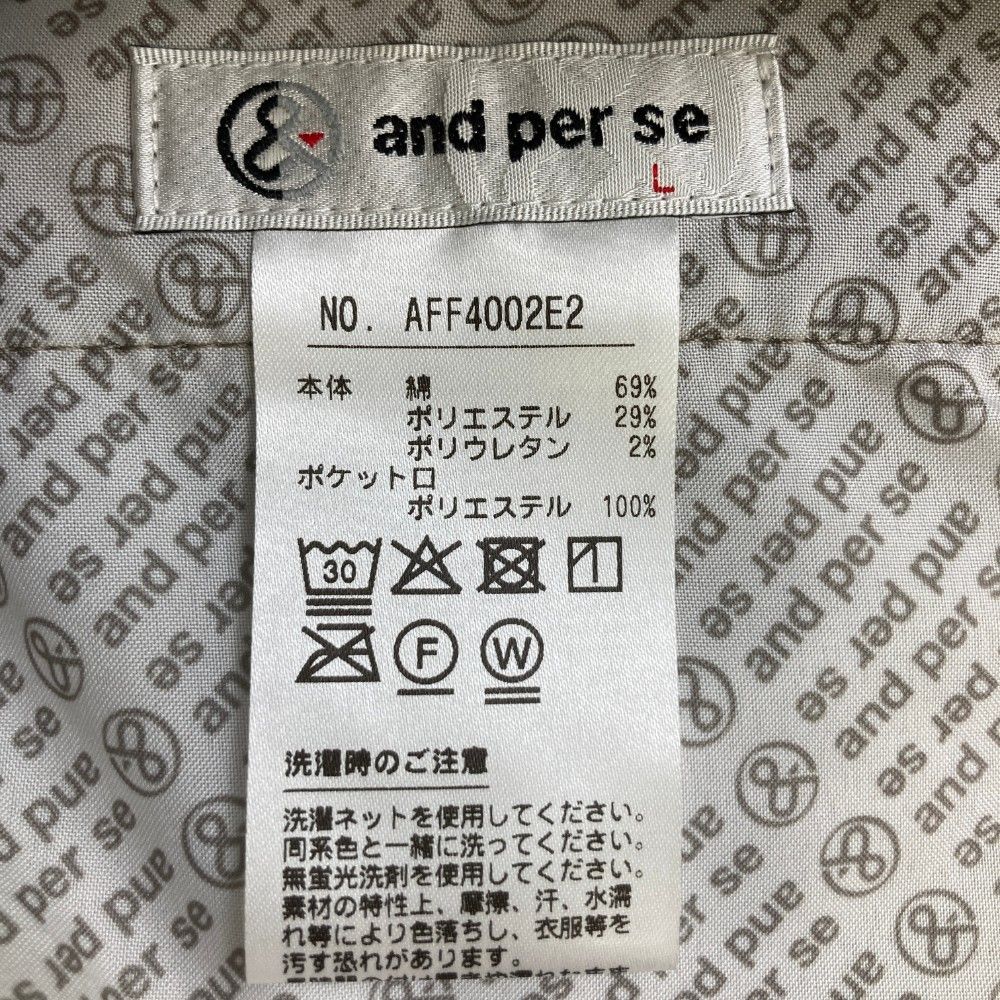 and per se
L
NO. AFF4002E2
本体 綿 69%
ポリエステル 29%
ポリウレタン 2%
ポケット口
ポリエステル 100%
30
F
W
洗濯時のご注意
洗濯ネットを使用してください。
同系色と一緒に洗ってください。
無蛍光洗剤を使用してください。
素材の特性上、摩擦、汗、水濡
れ等により色落ちし、衣服等を
汚す恐れがあります。